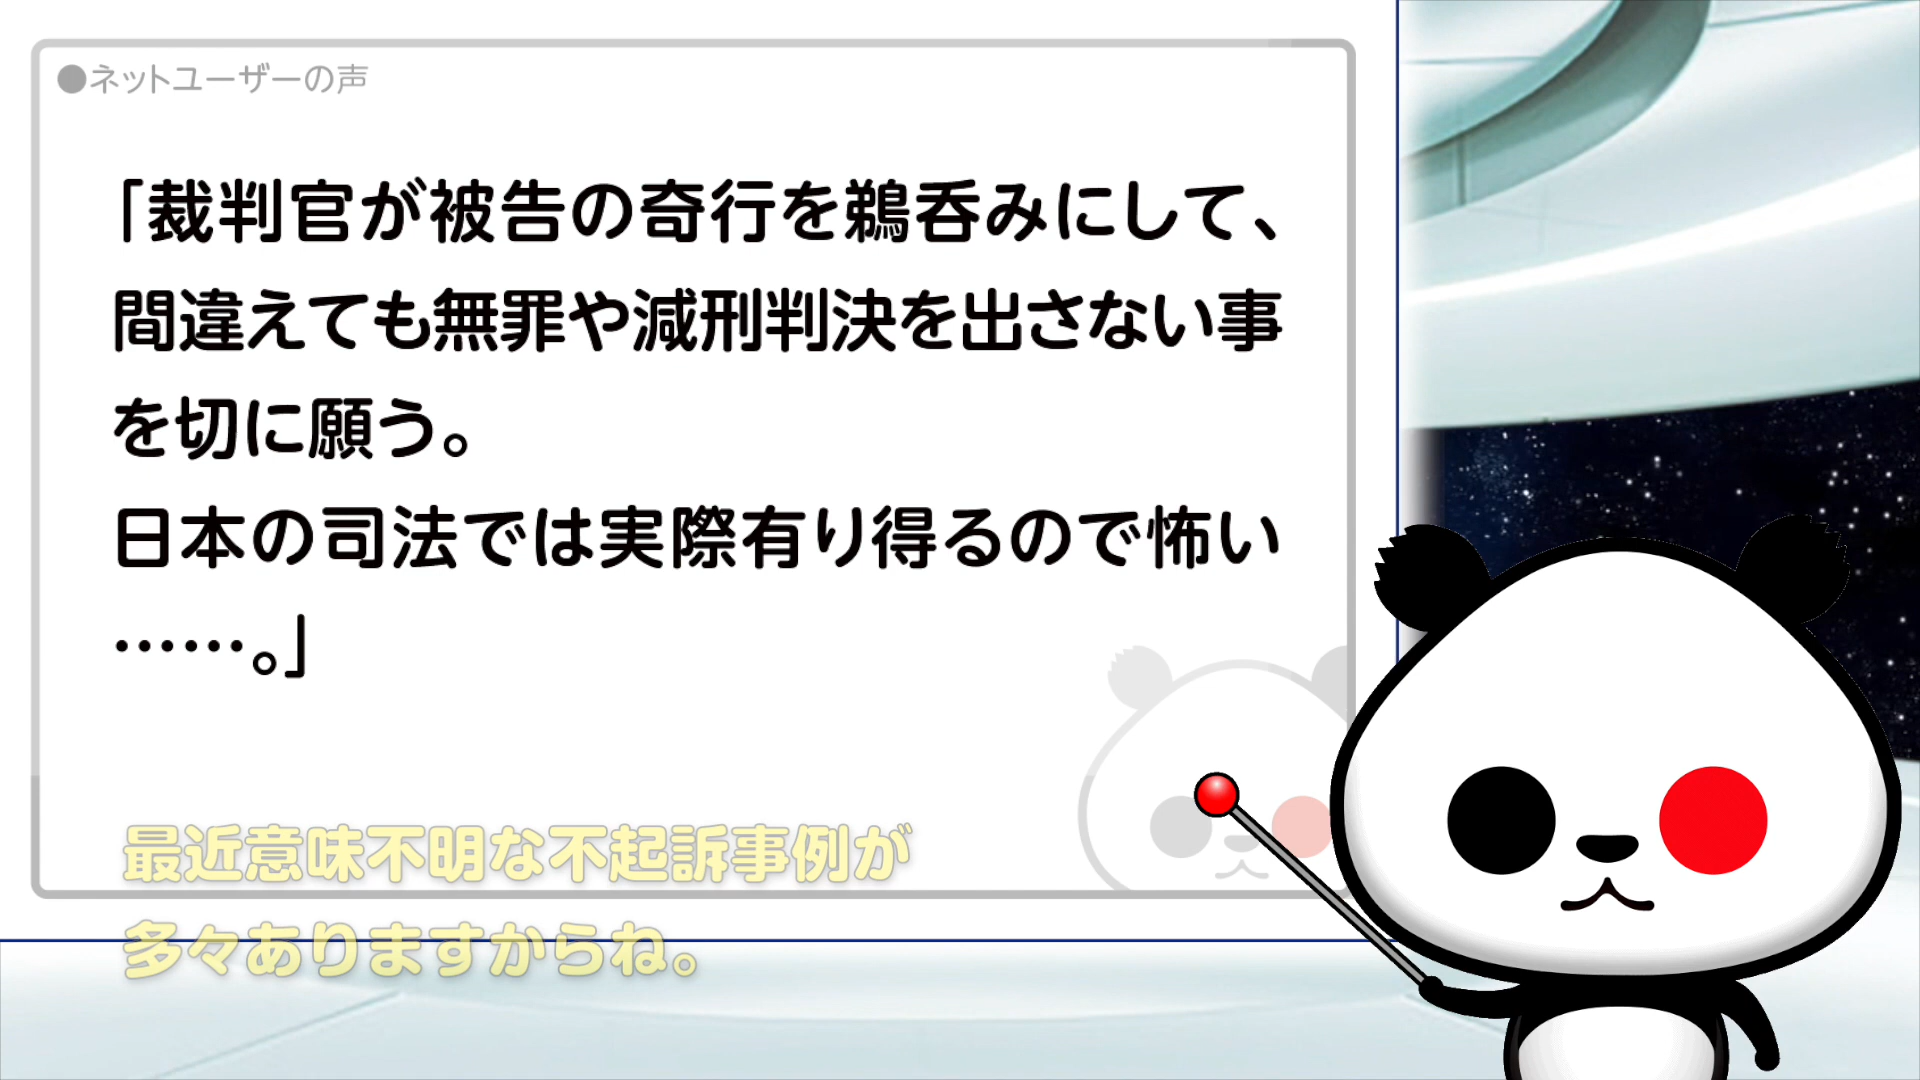 ●ネットユーザーの声
「裁判官が被告の奇行を鵜呑みにして、
間違えても無罪や減刑判決を出さない事
を切に願う。
日本の司法では実際有り得るので怖い
……。」
最近意味不明な不起訴事例が
多々ありますからね。